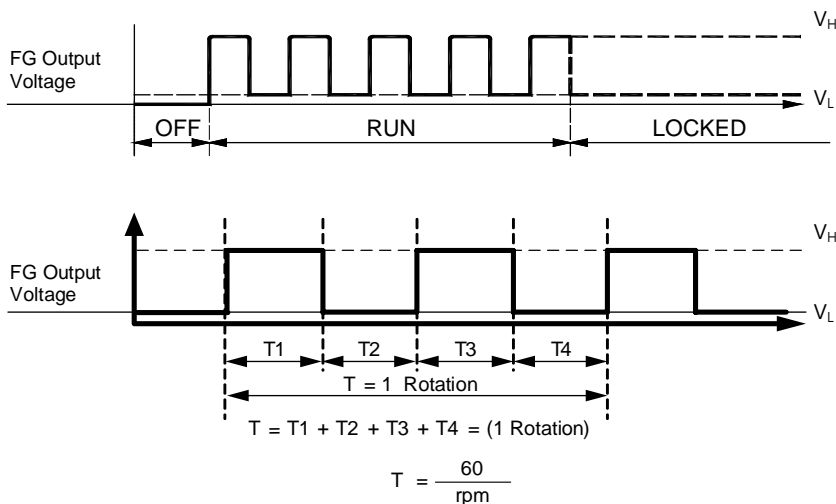 V_H
FG Output
Voltage
V_L
OFF RUN LOCKED
V_H
FG Output
Voltage
V_L
T1 T2 T3 T4
T = 1 Rotation
T = T1 + T2 + T3 + T4 = (1 Rotation)
T = 60
rpm